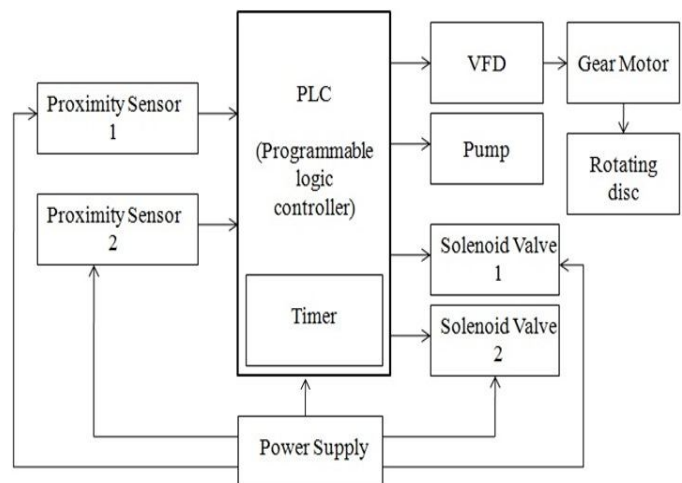 Proximity Sensor
1
Proximity Sensor
2
PLC
(Programmable
logic
controller)
Timer
VFD
Gear Motor
Pump
Rotating
disc
Solenoid Valve
1
Solenoid Valve
2
Power Supply